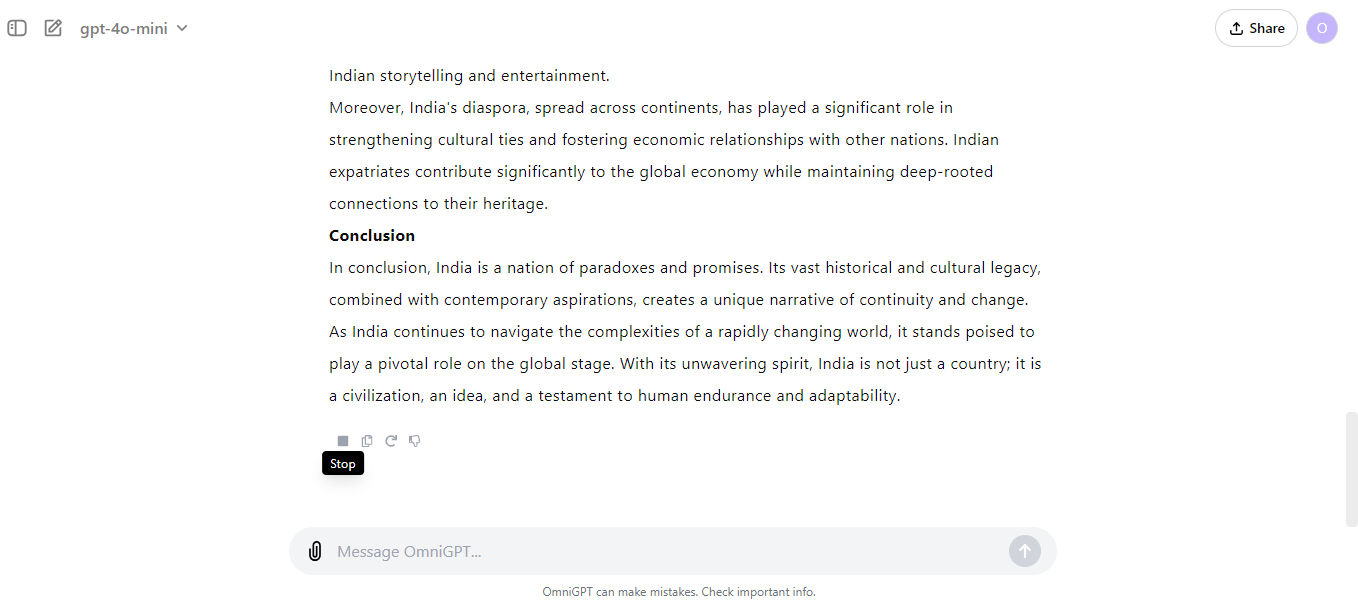 gpt-4o-mini
Share
O
Indian storytelling and entertainment.
Moreover, India's diaspora, spread across continents, has played a significant role in
strengthening cultural ties and fostering economic relationships with other nations. Indian
expatriates contribute significantly to the global economy while maintaining deep-rooted
connections to their heritage.
Conclusion
In conclusion, India is a nation of paradoxes and promises. Its vast historical and cultural legacy,
combined with contemporary aspirations, creates a unique narrative of continuity and change.
As India continues to navigate the complexities of a rapidly changing world, it stands poised to
play a pivotal role on the global stage. With its unwavering spirit, India is not just a country; it is
a civilization, an idea, and a testament to human endurance and adaptability.
Stop
Message OmniGPT...
OmniGPT can make mistakes. Check important info.